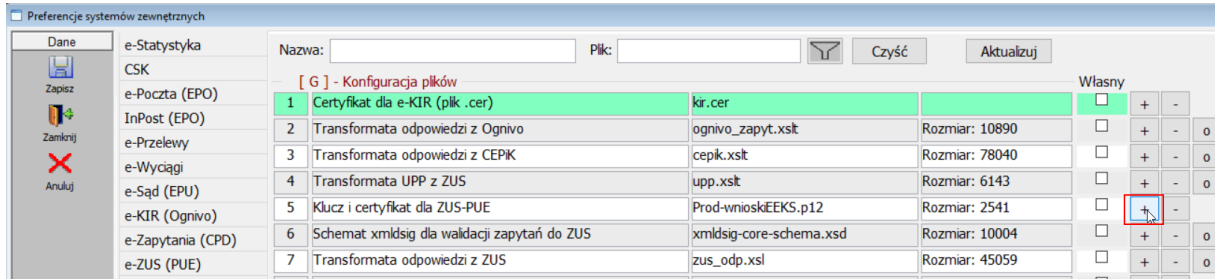 Preferencje systemów zewnętrznych
Dane
Zapisz
Zamknij
Anuluj
e-Statystyka
CSK
e-Poczta (EPO)
InPost (EPO)
e-Przelewy
e-Wyciągi
e-Sąd (EPU)
e-KIR (Ognivo)
e-Zapytania (CPD)
e-ZUS (PUE)
Nazwa: Plik: Czyść Aktualizuj
[ G ] - Konfiguracja plików Własny
1 Certyfikat dla e-KIR (plik .cer) kir.cer + -
2 Transformata odpowiedzi z Ognivo ognivo_zapyt.xslt Rozmiar: 10890 + - o
3 Transformata odpowiedzi z CEPiK cepik.xslt Rozmiar: 78040 + - o
4 Transformata UPP z ZUS upp.xslt Rozmiar: 6143 + - o
5 Klucz i certyfikat dla ZUS-PUE Prod-wnioskiEEKS.p12 Rozmiar: 2541 + -
6 Schemat xmldsig dla walidacji zapytań do ZUS xmldsig-core-schema.xsd Rozmiar: 10004 + - o
7 Transformata odpowiedzi z ZUS zus_odp.xsl Rozmiar: 45059 + - o